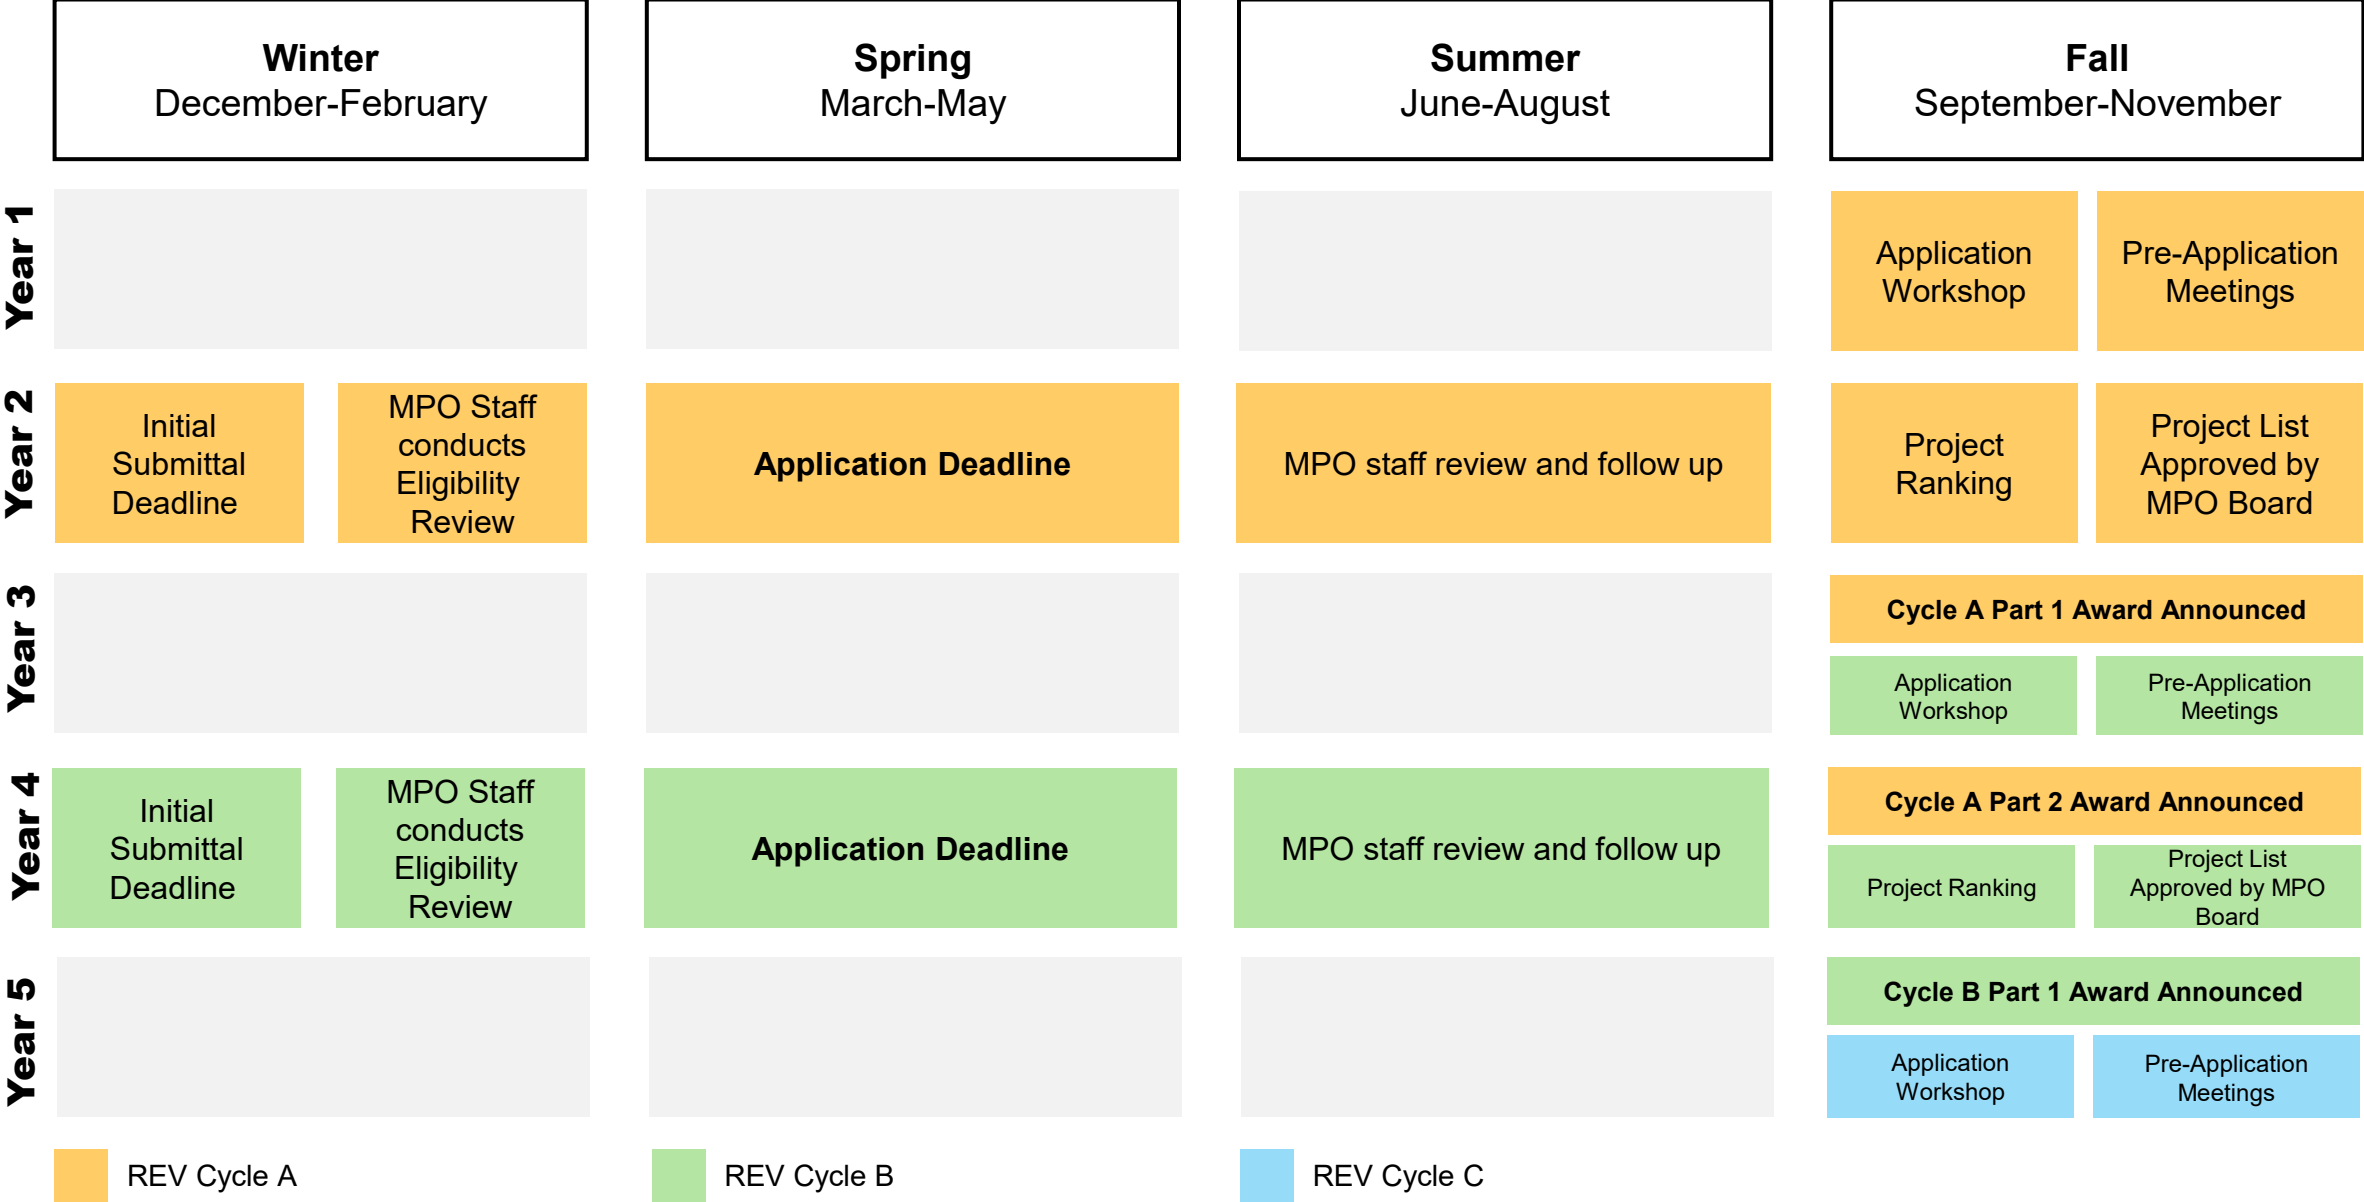 Winter
December-February
Spring
March-May
Summer
June-August
Fall
September-November
Year 1
Application
Workshop
Pre-Application
Meetings
Year 2
Initial
Submittal
Deadline
MPO Staff
conducts
Eligibility
Review
Application Deadline
MPO staff review and follow up
Project
Ranking
Project List
Approved by
MPO Board
Year 3
Cycle A Part 1 Award Announced
Application
Workshop
Pre-Application
Meetings
Year 4
Initial
Submittal
Deadline
MPO Staff
conducts
Eligibility
Review
Application Deadline
MPO staff review and follow up
Cycle A Part 2 Award Announced
Project Ranking
Project List
Approved by MPO
Board
Year 5
Cycle B Part 1 Award Announced
Application
Workshop
Pre-Application
Meetings
REV Cycle A
REV Cycle B
REV Cycle C